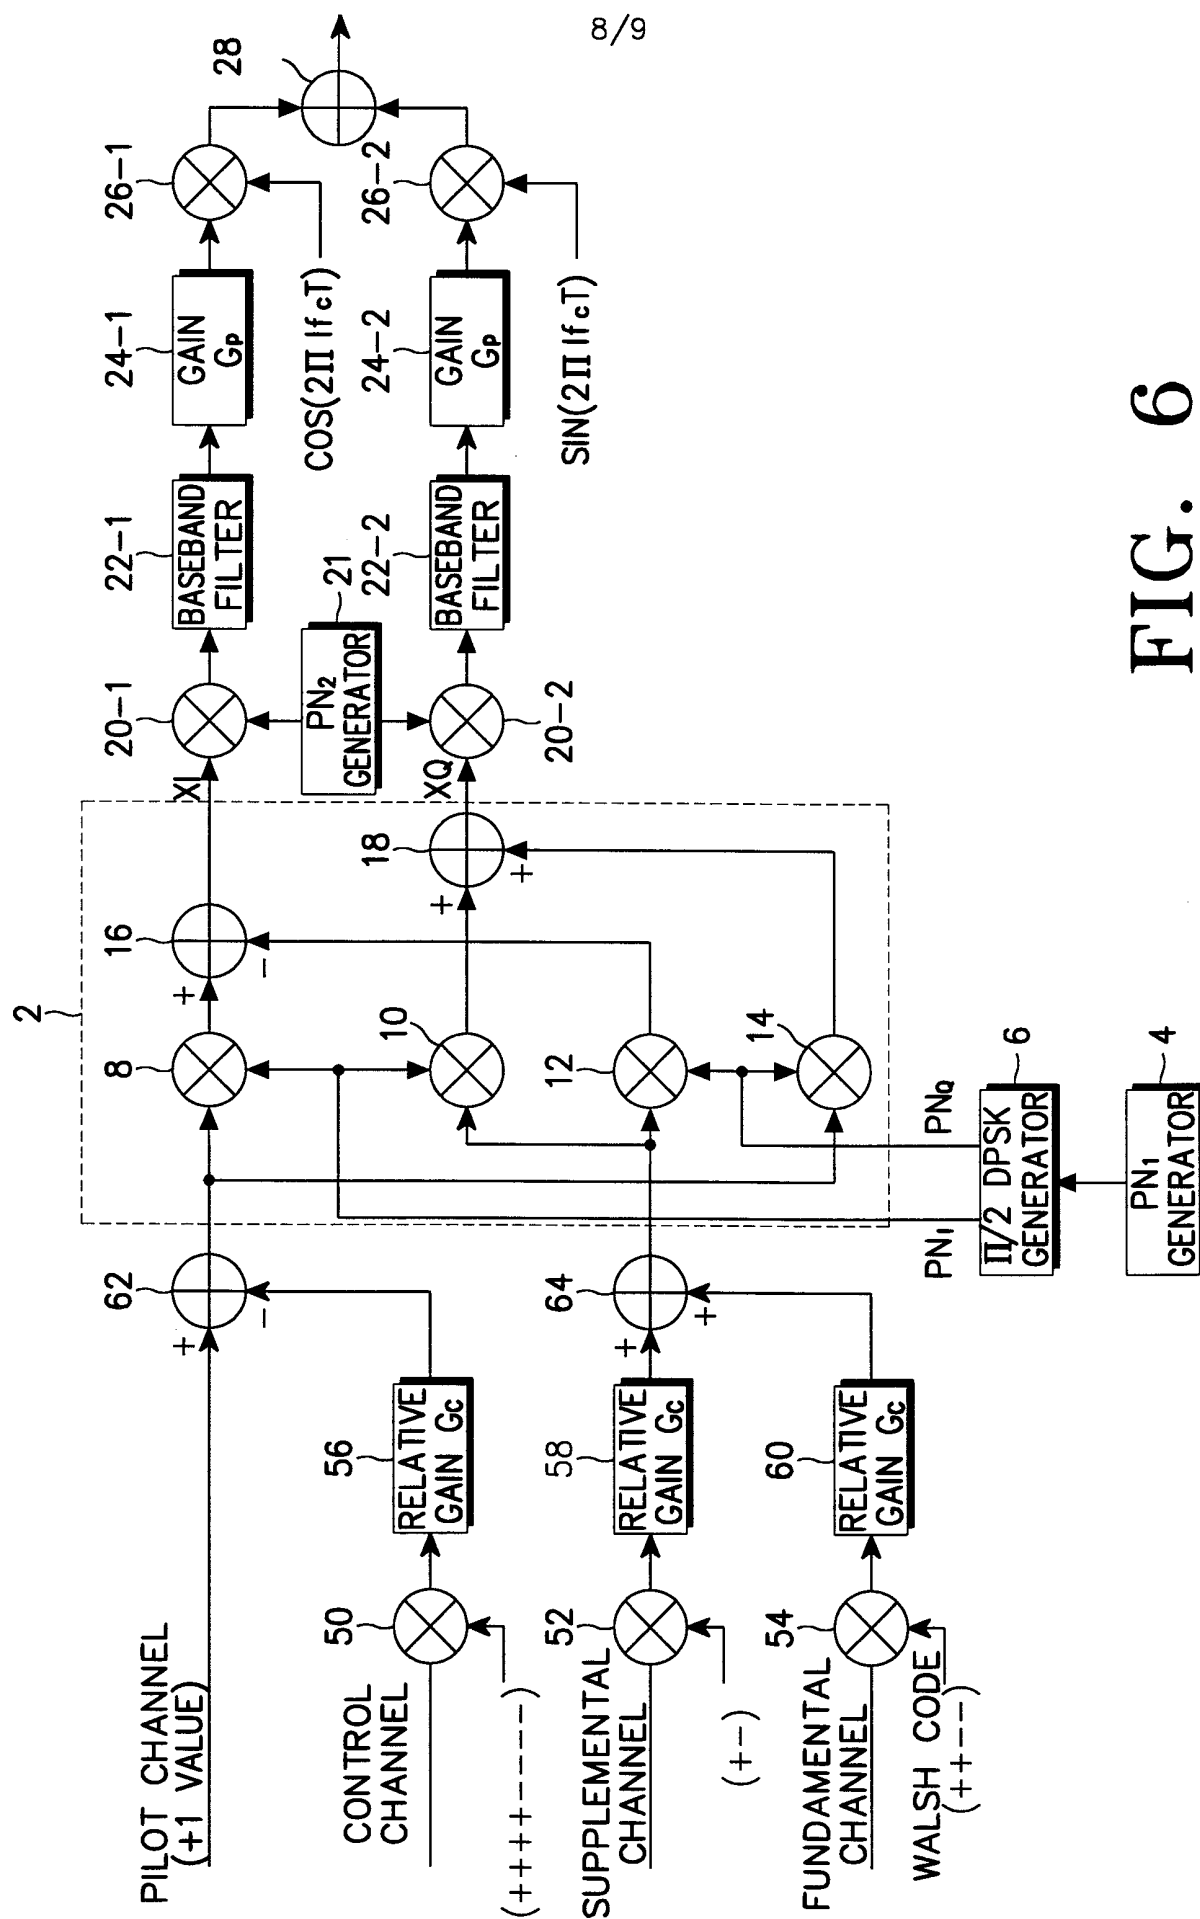 8/9
PILOT CHANNEL
(+1 VALUE)
CONTROL
CHANNEL
(++++----)
SUPPLEMENTAL
CHANNEL
(+-)
FUNDAMENTAL
CHANNEL
WALSH CODE
(++--)
50
52
54
56
RELATIVE
GAIN GC
58
RELATIVE
GAIN GC
60
RELATIVE
GAIN GC
62
+
-
64
+
+
2
8
10
12
14
16
+
-
18
+
+
PNI
PNQ
Π/2 DPSK
GENERATOR
6
PN1
GENERATOR
4
XI
XQ
20-1
20-2
PN2
GENERATOR
21
22-1
BASEBAND
FILTER
22-2
BASEBAND
FILTER
24-1
GAIN
GP
24-2
GAIN
GP
26-1
26-2
COS(2Π IfcT)
SIN(2Π IfcT)
28
FIG. 6